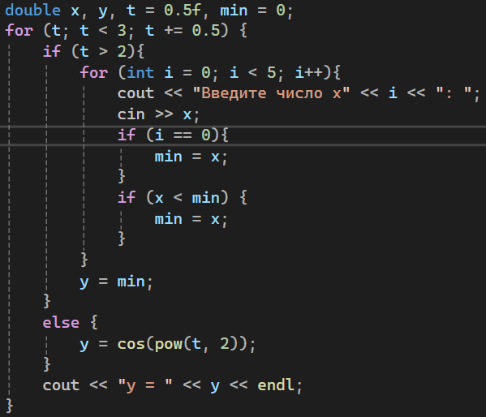 double x, y, t = 0.5f, min = 0;
for (t; t < 3; t += 0.5) {
if (t > 2){
for (int i = 0; i < 5; i++){
cout << "Введите число x" << i << ": ";
cin >> x;
if (i == 0){
min = x;
}
if (x < min) {
min = x;
}
}
y = min;
}
else {
y = cos(pow(t, 2));
}
cout << "y = " << y << endl;
}